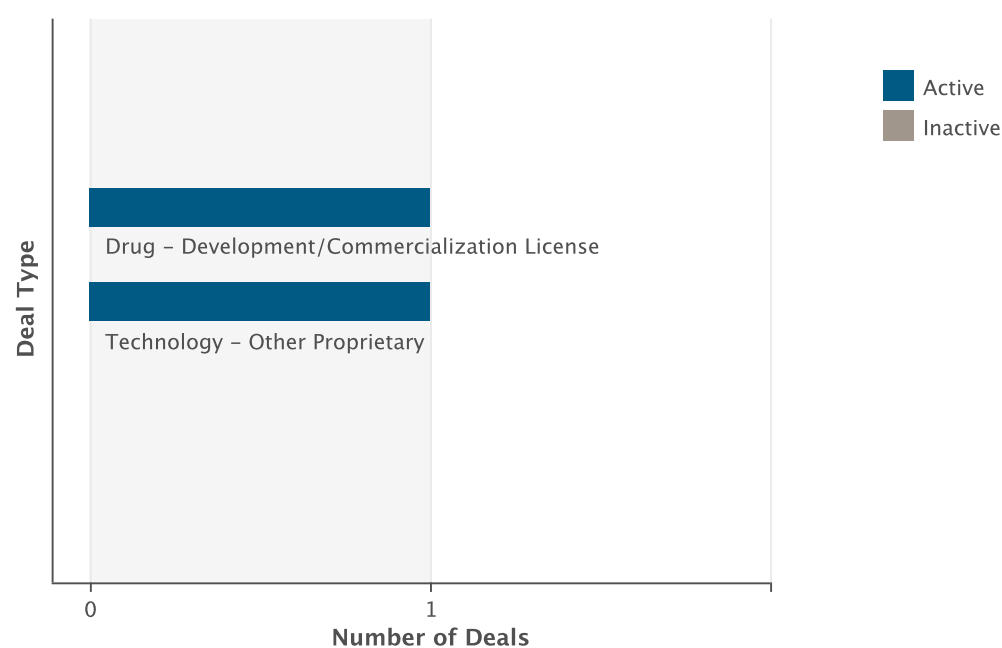 Active
Inactive
Drug – Development/Commercialization License
Technology – Other Proprietary
Deal Type
0
1
Number of Deals